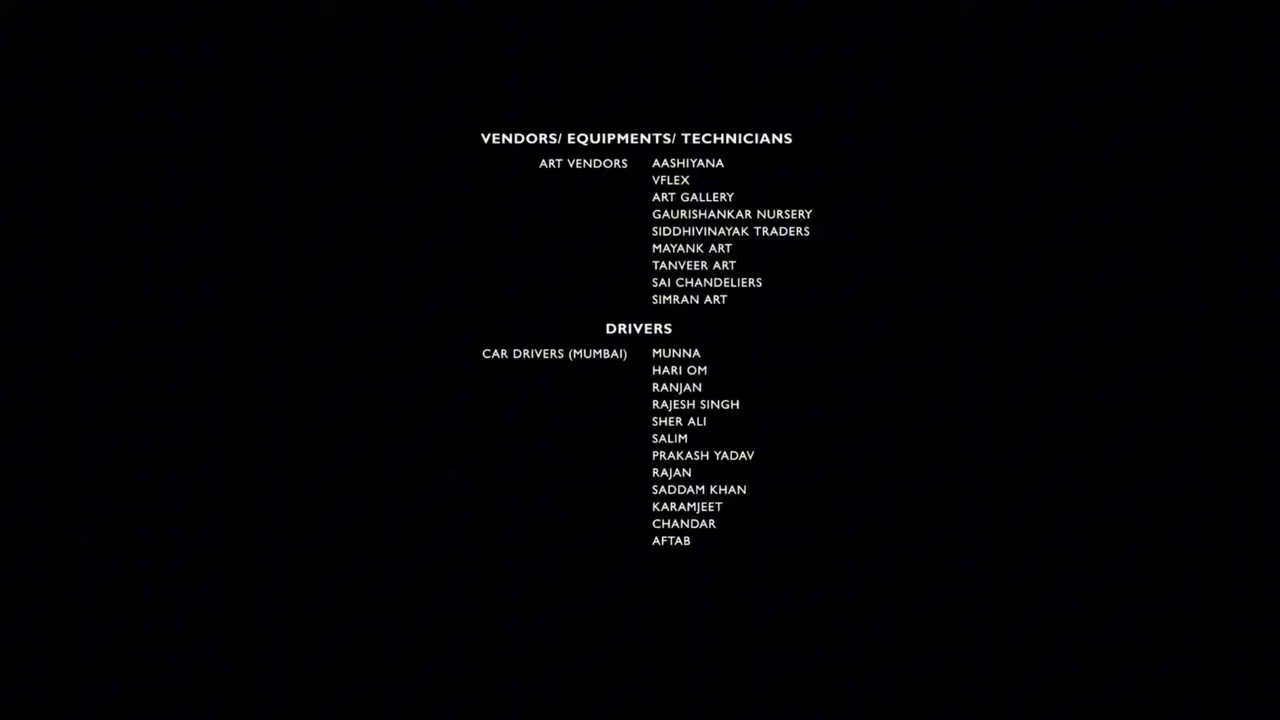 VENDORS/ EQUIPMENTS/ TECHNICIANS
ART VENDORS AASHIYANA
VFLEX
ART GALLERY
GAURISHANKAR NURSERY
SIDDHIVINAYAK TRADERS
MAYANK ART
TANVEER ART
SAI CHANDELIERS
SIMRAN ART
DRIVERS
CAR DRIVERS (MUMBAI) MUNNA
HARI OM
RANJAN
RAJESH SINGH
SHER ALI
SALIM
PRAKASH YADAV
RAJAN
SADDAM KHAN
KARAMJEET
CHANDAR
AFTAB